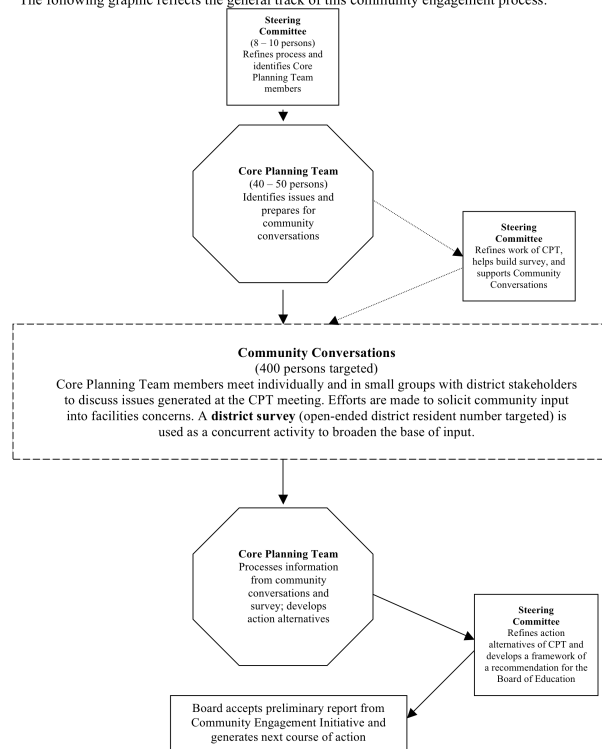 The following graphic reflects the general track of this community engagement process:
Steering
Committee
(8 – 10 persons)
Refines process and
identifies Core
Planning Team
members
Core Planning Team
(40 – 50 persons)
Identifies issues and
prepares for
community
conversations
Steering
Committee
Refines work of CPT,
helps build survey, and
supports Community
Conversations
Community Conversations
(400 persons targeted)
Core Planning Team members meet individually and in small groups with district stakeholders
to discuss issues generated at the CPT meeting. Efforts are made to solicit community input
into facilities concerns. A district survey (open-ended district resident number targeted) is
used as a concurrent activity to broaden the base of input.
Core Planning Team
Processes information
from community
conversations and
survey; develops
action alternatives
Steering
Committee
Refines action
alternatives of CPT and
develops a framework of
a recommendation for the
Board of Education
Board accepts preliminary report from
Community Engagement Initiative and
generates next course of action